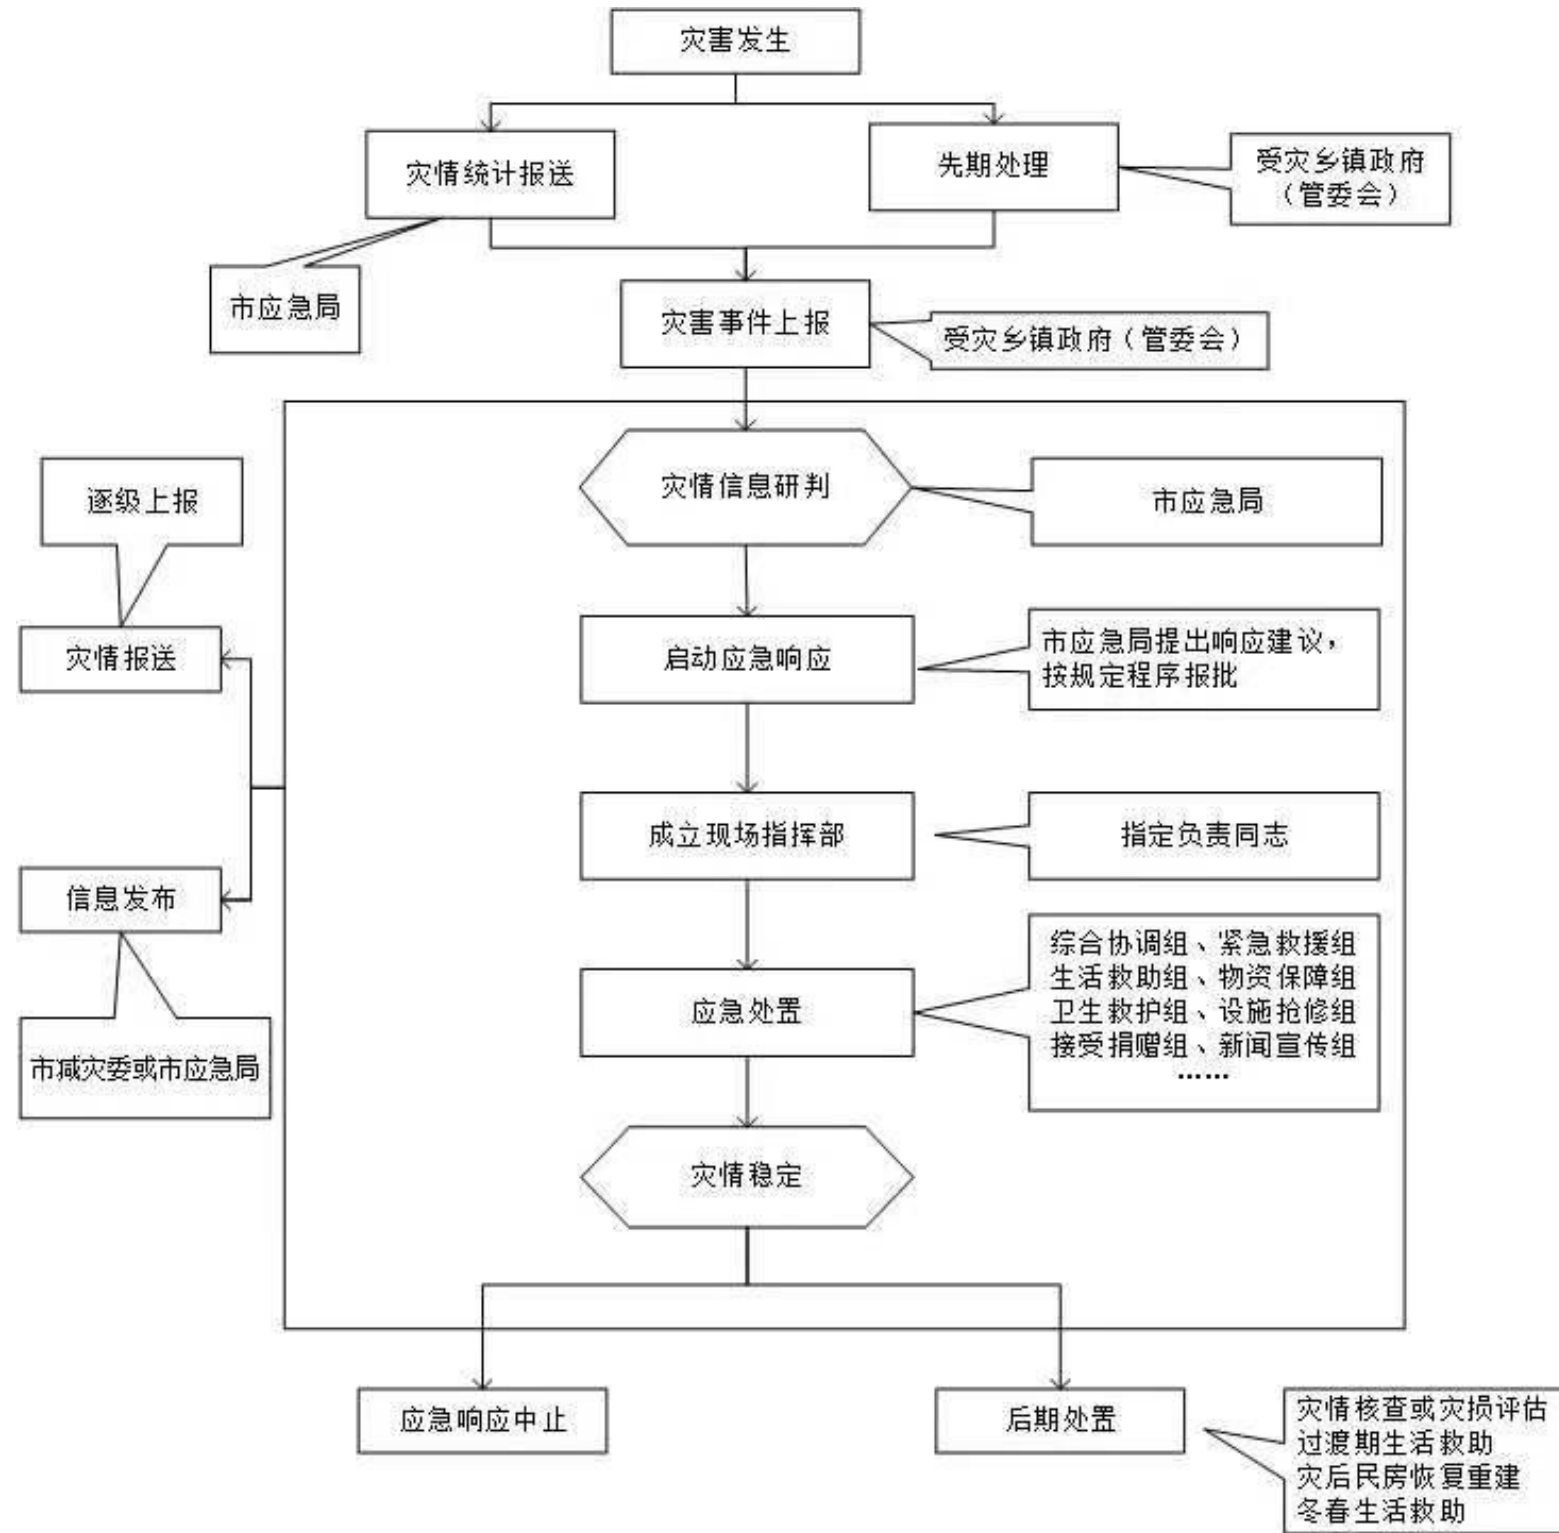 灾害发生
灾情统计报送
先期处理
受灾乡镇政府
（管委会）
市应急局
灾害事件上报
受灾乡镇政府（管委会）
灾情信息研判
市应急局
逐级上报
灾情报送
启动应急响应
市应急局提出响应建议，
按规定程序报批
成立现场指挥部
指定负责同志
信息发布
市减灾委或市应急局
应急处置
综合协调组、紧急救援组
生活救助组、物资保障组
卫生救护组、设施抢修组
接受捐赠组、新闻宣传组
……
灾情稳定
应急响应中止
后期处置
灾情核查或灾损评估
过渡期生活救助
灾后民房恢复重建
冬春生活救助